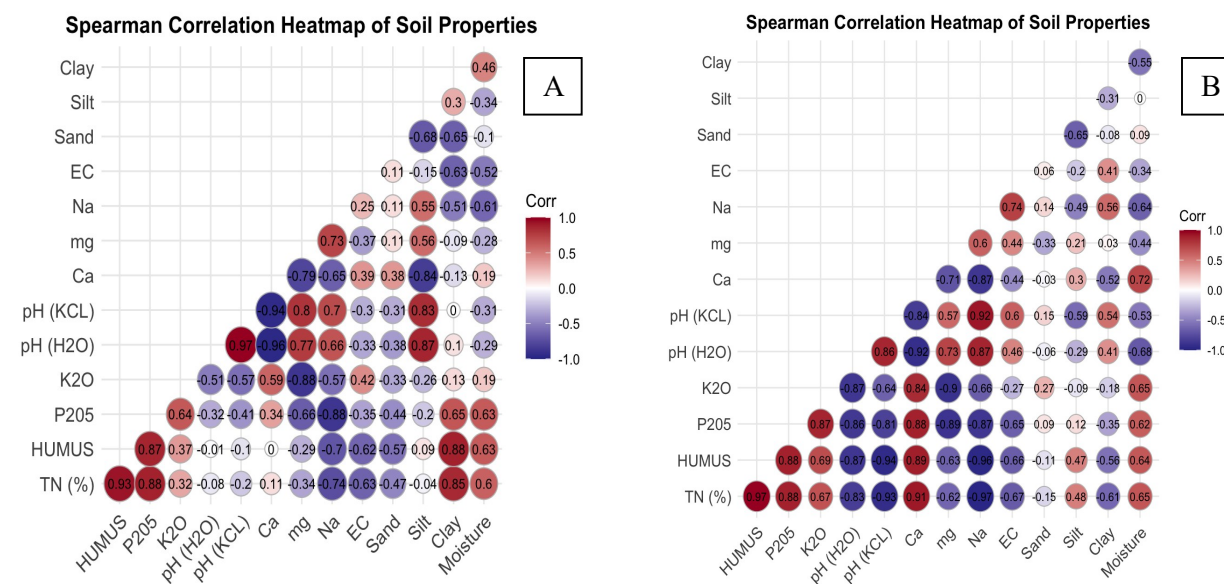 Spearman Correlation Heatmap of Soil Properties
A
Clay 0.46
Silt 0.3 -0.34
Sand -0.68 -0.65 -0.1
EC 0.11 -0.15 -0.63 -0.52
Na 0.25 0.11 0.55 -0.51 -0.61
mg 0.73 -0.37 0.11 0.56 -0.09 -0.28
Ca -0.79 -0.65 0.39 0.38 -0.84 -0.13 0.19
pH (KCL) -0.94 0.8 0.7 -0.3 -0.31 0.83 0 -0.31
pH (H2O) 0.97 -0.96 0.77 0.66 -0.33 -0.38 0.87 0.1 -0.29
K2O -0.51 -0.57 0.59 -0.88 -0.57 0.42 -0.33 -0.26 0.13 0.19
P205 0.64 -0.32 -0.41 0.34 -0.66 -0.88 -0.35 -0.44 -0.2 0.65 0.63
HUMUS 0.87 0.37 -0.01 -0.1 0 -0.29 -0.7 -0.62 -0.57 0.09 0.88 0.63
TN (%) 0.93 0.88 0.32 -0.08 -0.2 0.11 -0.34 -0.74 -0.63 -0.47 -0.04 0.85 0.6
HUMUS P205 K2O pH (H2O) pH (KCL) Ca mg Na EC Sand Silt Clay Moisture
Corr
1.0
0.5
0.0
-0.5
-1.0
Spearman Correlation Heatmap of Soil Properties
B
Clay -0.55
Silt -0.31 0
Sand -0.65 -0.08 0.09
EC 0.06 -0.2 0.41 -0.34
Na 0.74 0.14 -0.49 0.56 -0.64
mg 0.6 0.44 -0.33 0.21 0.03 -0.44
Ca -0.71 -0.87 -0.44 -0.03 0.3 -0.52 0.72
pH (KCL) -0.84 0.57 0.92 0.6 0.15 -0.59 0.54 -0.53
pH (H2O) 0.86 -0.92 0.73 0.87 0.46 -0.06 -0.29 0.41 -0.68
K2O -0.87 -0.64 0.84 -0.9 -0.66 -0.27 0.27 -0.09 -0.18 0.65
P205 0.87 -0.86 -0.81 0.88 -0.89 -0.87 -0.65 0.09 0.12 -0.35 0.62
HUMUS 0.88 0.69 -0.87 -0.94 0.89 -0.63 -0.96 -0.66 -0.11 0.47 -0.56 0.64
TN (%) 0.97 0.88 0.67 -0.83 -0.93 0.91 -0.62 -0.97 -0.67 -0.15 0.48 -0.61 0.65
HUMUS P205 K2O pH (H2O) pH (KCL) Ca mg Na EC Sand Silt Clay Moisture
Corr
1.0
0.5
0.0
-0.5
-1.0